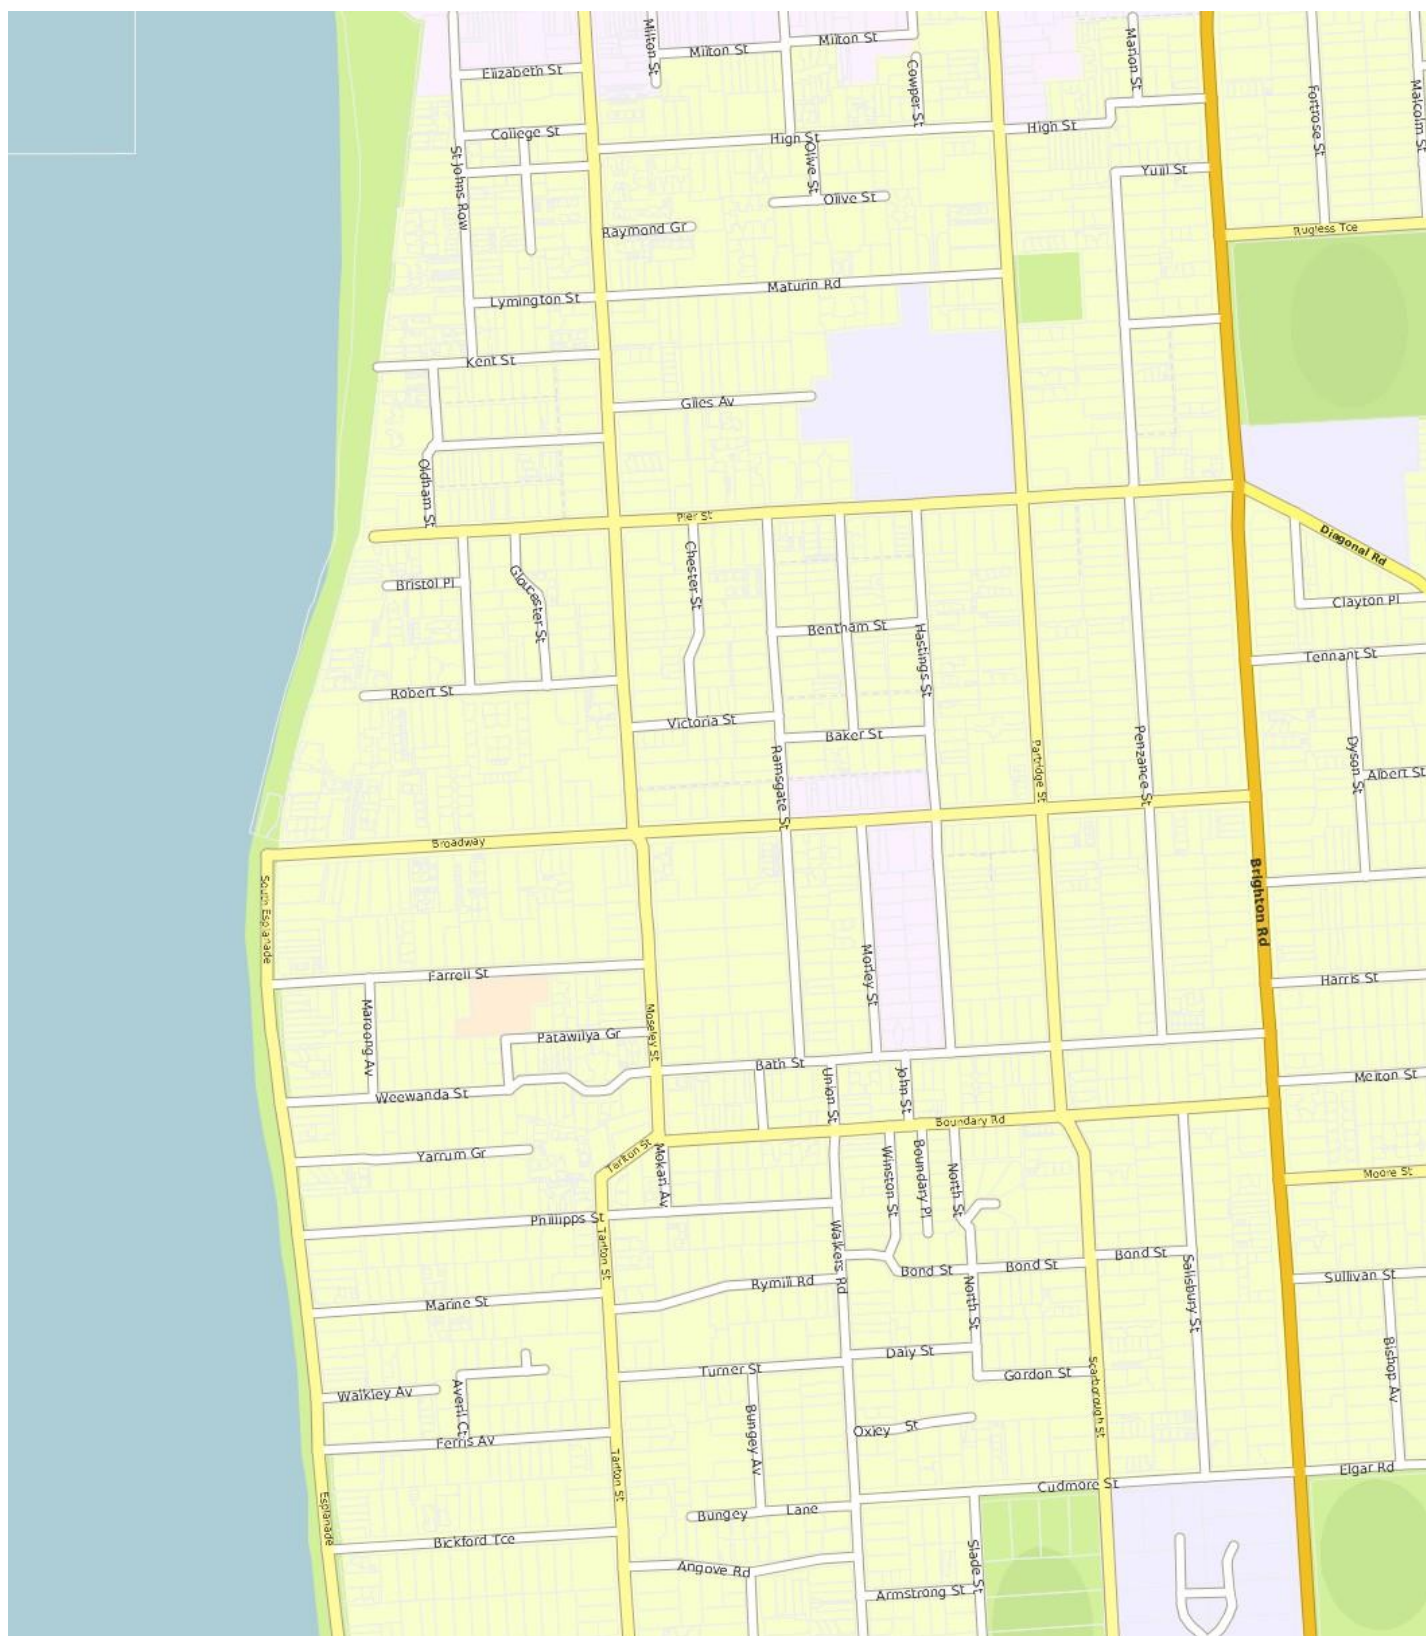 Milton St
Milton St
Milton St
Marion St
Elizabeth St
Cowper St
Fortrose St
Malcolm St
College St
High St
High St
St Johns Row
Olive St
Yuill St
Olive St
Raymond Gr
Rugless Tce
Lymington St
Maturin Rd
Kent St
Giles Av
Oldham St
Pier St
Diagonal Rd
Bristol Pl
Gloucester St
Chester St
Clayton Pl
Bentham St
Hastings St
Tennant St
Robert St
Victoria St
Baker St
Ramsgate St
Partridge St
Penzance St
Dyson St
Albert St
Broadway
South Esplanade
Brighton Rd
Farrell St
Morley St
Harris St
Maroong Av
Patawilya Gr
Moseley St
Bath St
Weewanda St
Union St
John St
Melton St
Boundary Rd
Yarrum Gr
Tarlton St
Mokari Av
Winston St
Boundary Pl
North St
Moore St
Phillipps St
Tarlton St
Walkers Rd
Bond St
Bond St
Bond St
Salisbury St
Marine St
Rymill Rd
North St
Sullivan St
Daly St
Turner St
Gordon St
Scarborough St
Bishop Av
Walkley Av
Averil Ct
Bungey Av
Oxley St
Ferris Av
Tarlton St
Cudmore St
Elgar Rd
Esplanade
Bungey Lane
Bickford Tce
Angove Rd
Slade St
Armstrong St